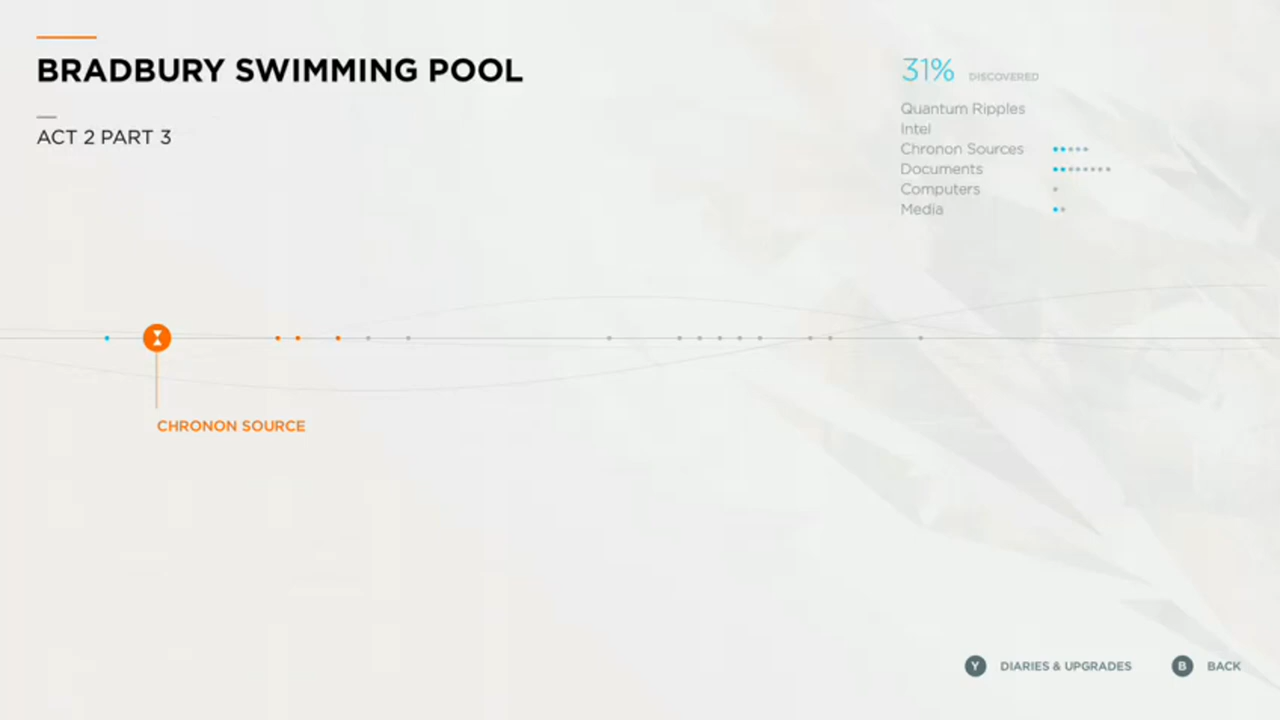 BRADBURY SWIMMING POOL
ACT 2 PART 3
31% DISCOVERED
Quantum Ripples
Intel
Chronon Sources
Documents
Computers
Media
CHRONON SOURCE
Y DIARIES & UPGRADES
B BACK